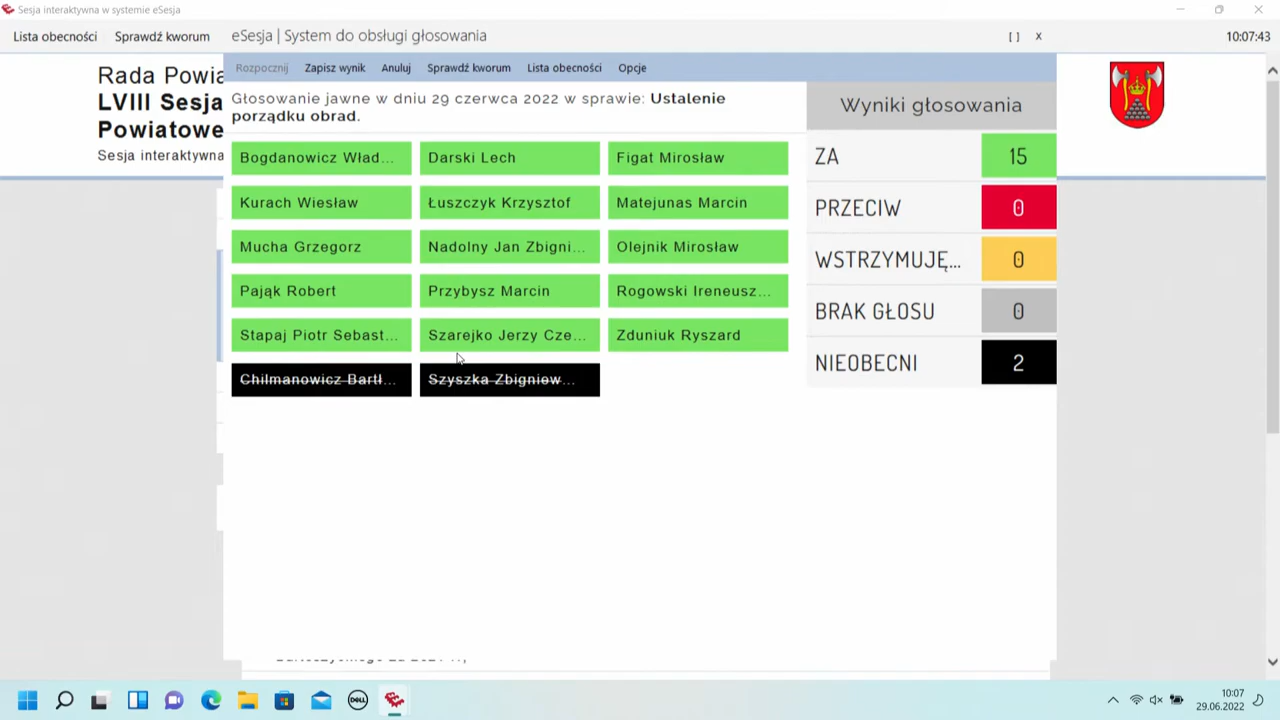 Sesja interaktywna w systemie eSesja
Lista obecności Sprawdź kworum eSesja | System do obsługi głosowania [ ] x 10:07:43
Rozpocznij Zapisz wynik Anuluj Sprawdź kworum Lista obecności Opcje
Rada Powia
LVIII Sesja
Powiatowe
Sesja interaktywna
Głosowanie jawne w dniu 29 czerwca 2022 w sprawie: Ustalenie
porządku obrad.
Bogdanowicz Wład... Darski Lech Figat Mirosław
Kurach Wiesław Łuszczyk Krzysztof Matejunas Marcin
Mucha Grzegorz Nadolny Jan Zbigni... Olejnik Mirosław
Pająk Robert Przybysz Marcin Rogowski Ireneusz...
Stapaj Piotr Sebast... Szarejko Jerzy Cze... Zduniuk Ryszard
Chilmanowicz Bartł... Szyszka Zbigniew...
Wyniki głosowania
ZA 15
PRZECIW 0
WSTRZYMUJĘ... 0
BRAK GŁOSU 0
NIEOBECNI 2
DELL
10:07
29.06.2022